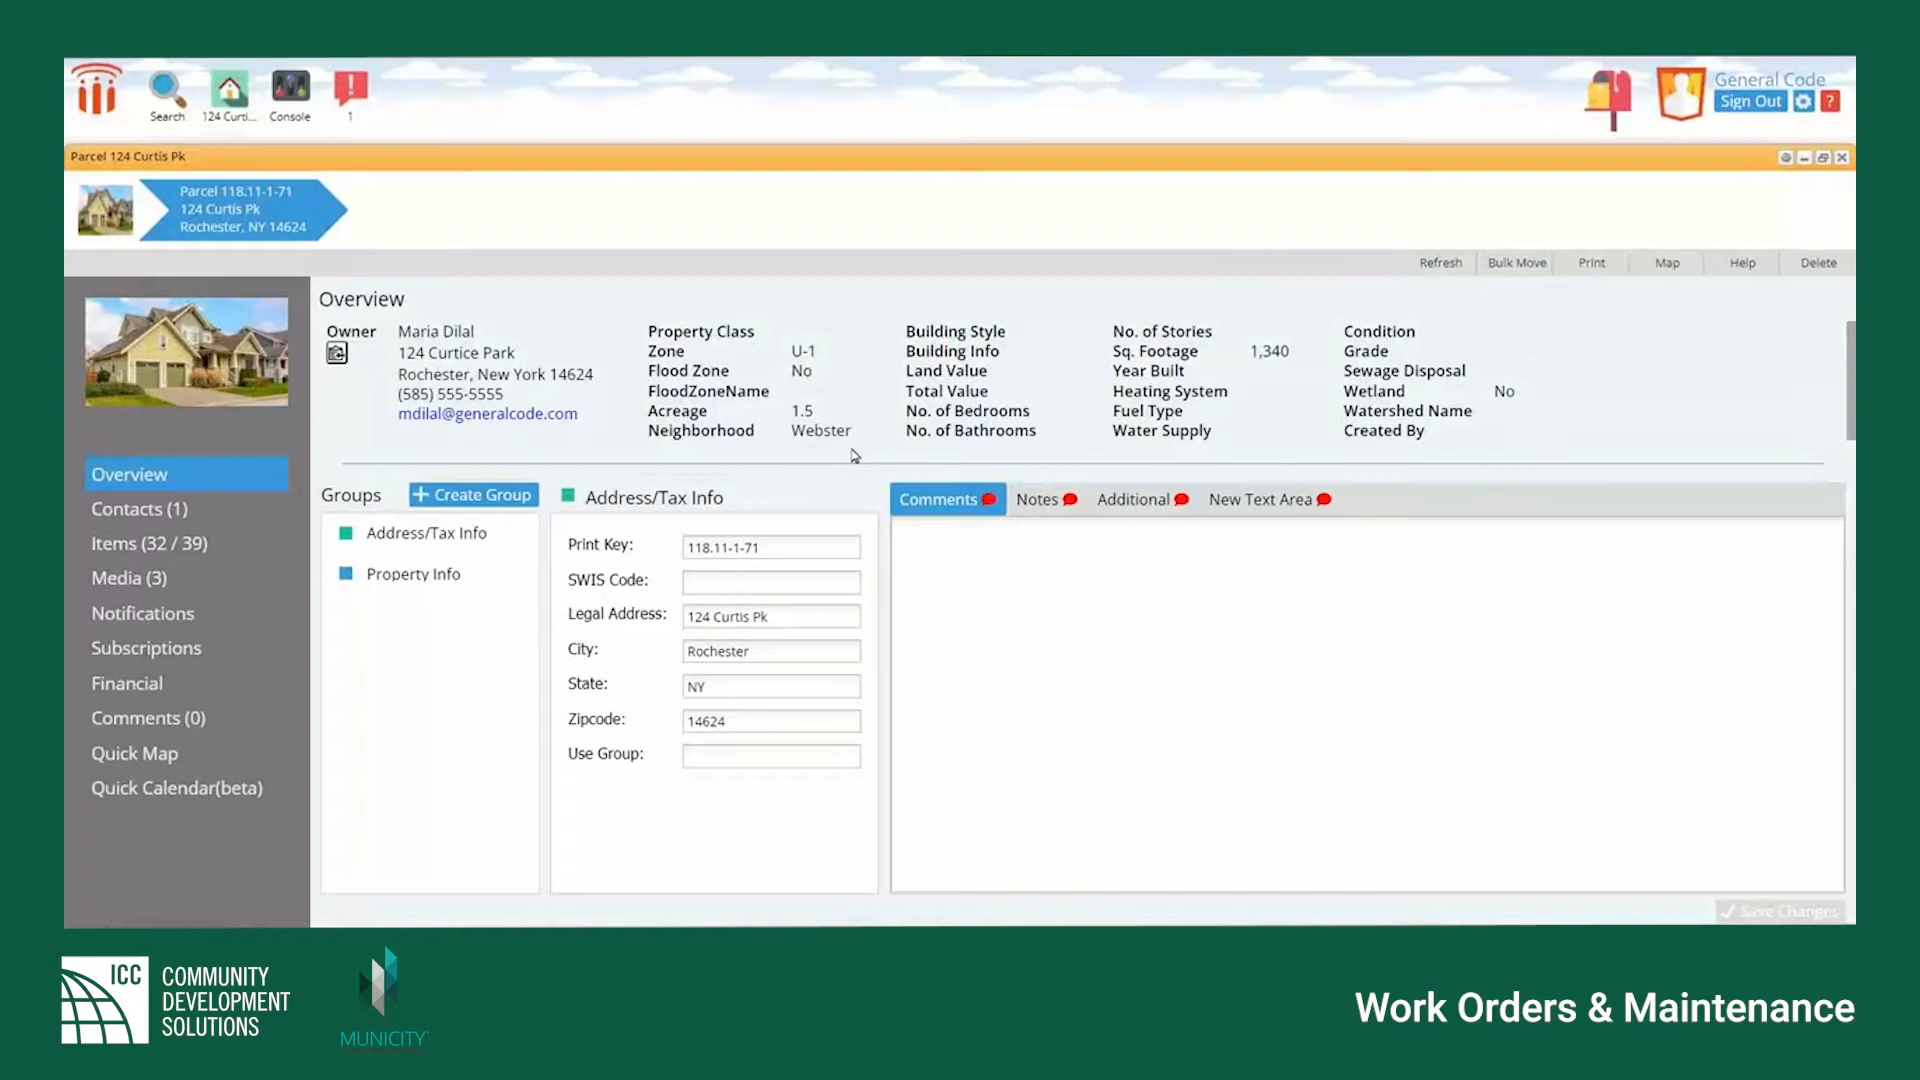 General Code
Sign Out
?
Search
124 Curti...
Console
1
Parcel 124 Curtis Pk
Parcel 118.11-1-71
124 Curtis Pk
Rochester, NY 14624
Refresh
Bulk Move
Print
Map
Help
Delete
Overview
Contacts (1)
Items (32 / 39)
Media (3)
Notifications
Subscriptions
Financial
Comments (0)
Quick Map
Quick Calendar(beta)
Overview
Owner
Maria Dilal
124 Curtice Park
Rochester, New York 14624
(585) 555-5555
mdilal@generalcode.com
Property Class
Zone U-1
Flood Zone No
FloodZoneName
Acreage 1.5
Neighborhood Webster
Building Style
Building Info
Land Value
Total Value
No. of Bedrooms
No. of Bathrooms
No. of Stories
Sq. Footage 1,340
Year Built
Heating System
Fuel Type
Water Supply
Condition
Grade
Sewage Disposal
Wetland No
Watershed Name
Created By
Groups
+ Create Group
Address/Tax Info
Property Info
Address/Tax Info
Print Key: 118.11-1-71
SWIS Code:
Legal Address: 124 Curtis Pk
City: Rochester
State: NY
Zipcode: 14624
Use Group:
Comments
Notes
Additional
New Text Area
Save Changes
ICC
COMMUNITY
DEVELOPMENT
SOLUTIONS
MUNICITY
Work Orders & Maintenance